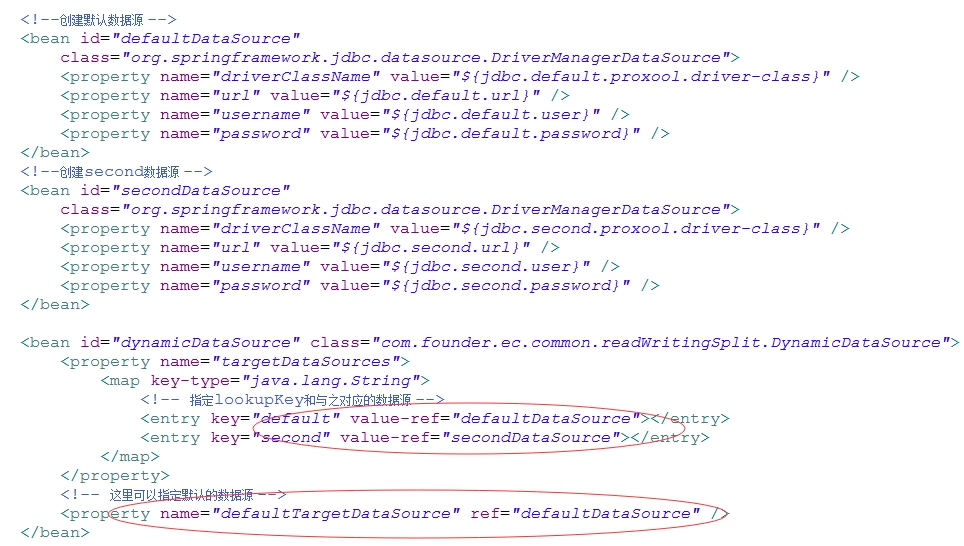 <!--创建默认数据源 -->
<bean id="defaultDataSource"
class="org.springframework.jdbc.datasource.DriverManagerDataSource">
<property name="driverClassName" value="${jdbc.default.proxool.driver-class}" />
<property name="url" value="${jdbc.default.url}" />
<property name="username" value="${jdbc.default.user}" />
<property name="password" value="${jdbc.default.password}" />
</bean>
<!--创建second数据源 -->
<bean id="secondDataSource"
class="org.springframework.jdbc.datasource.DriverManagerDataSource">
<property name="driverClassName" value="${jdbc.second.proxool.driver-class}" />
<property name="url" value="${jdbc.second.url}" />
<property name="username" value="${jdbc.second.user}" />
<property name="password" value="${jdbc.second.password}" />
</bean>
<bean id="dynamicDataSource" class="com.founder.ec.common.readWritingSplit.DynamicDataSource">
<property name="targetDataSources">
<map key-type="java.lang.String">
<!-- 指定lookupKey和与之对应的数据源 -->
<entry key="default" value-ref="defaultDataSource"></entry>
<entry key="second" value-ref="secondDataSource"></entry>
</map>
</property>
<!-- 这里可以指定默认的数据源 -->
<property name="defaultTargetDataSource" ref="defaultDataSource" />
</bean>